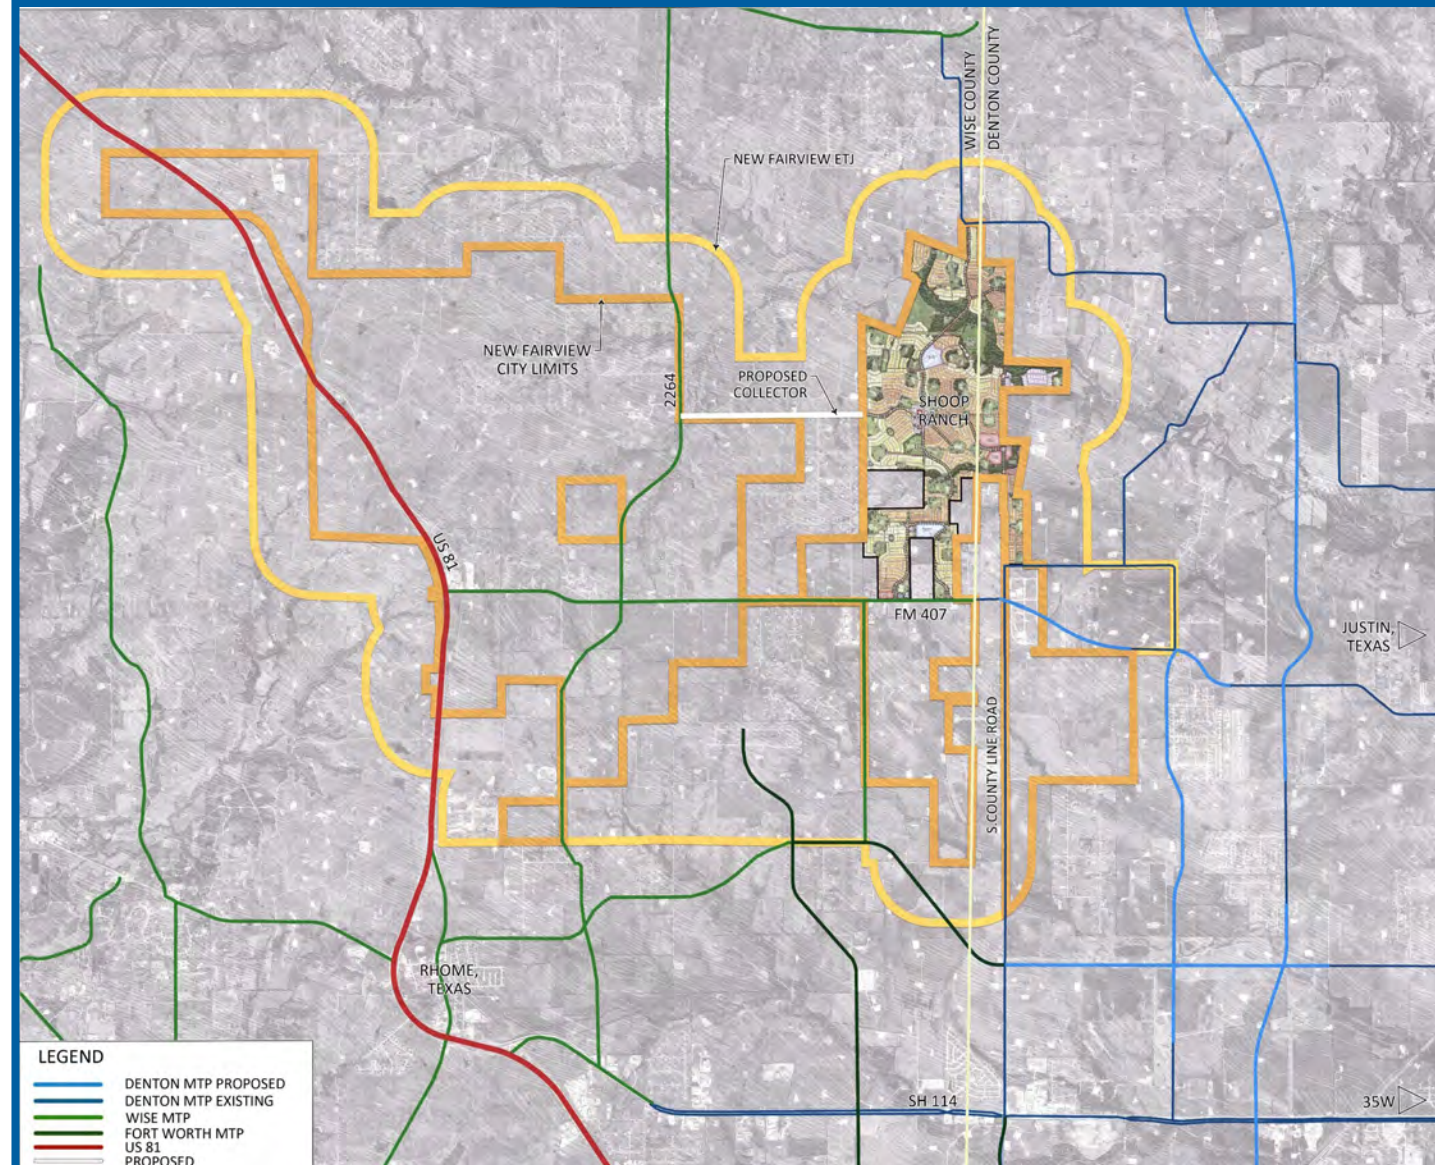 WISE COUNTY
DENTON COUNTY
NEW FAIRVIEW ETJ
NEW FAIRVIEW
CITY LIMITS
2264
PROPOSED
COLLECTOR
SHOOP
RANCH
US 81
FM 407
JUSTIN,
TEXAS
S.COUNTY LINE ROAD
RHOME,
TEXAS
SH 114
35W
LEGEND
DENTON MTP PROPOSED
DENTON MTP EXISTING
WISE MTP
FORT WORTH MTP
US 81
PROPOSED